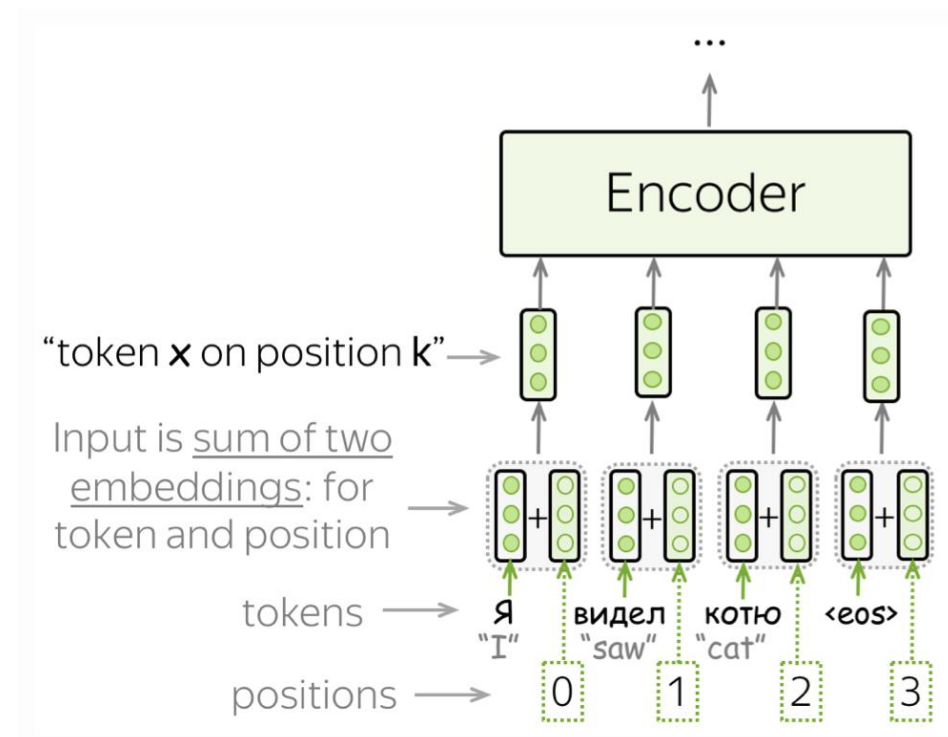 ...
Encoder
“token x on position k”
Input is sum of two
embeddings: for
token and position
+ + + +
tokens Я видел котю <eos>
“I” “saw” “cat”
positions 0 1 2 3